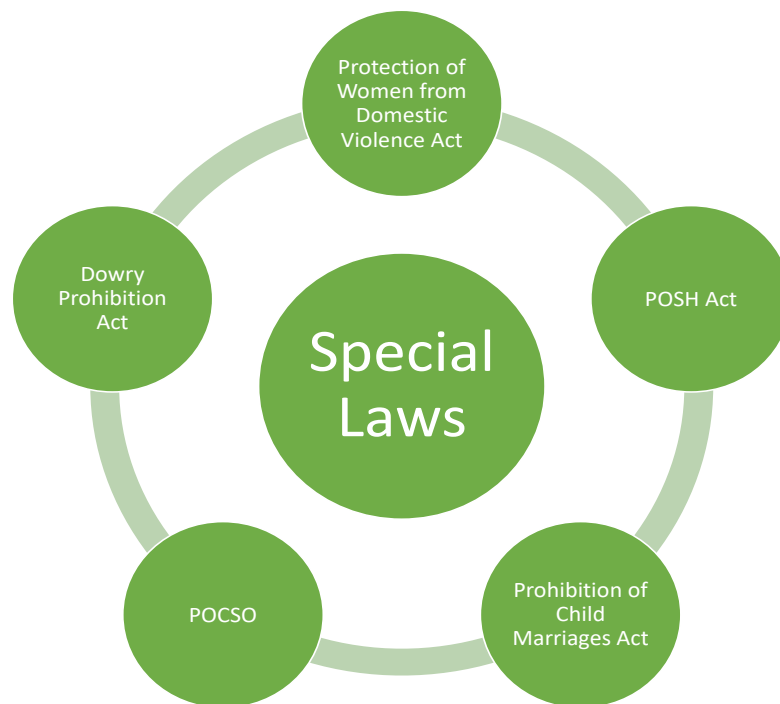 Protection of
Women from
Domestic
Violence Act
POSH Act
Prohibition of
Child
Marriages Act
POCSO
Dowry
Prohibition
Act
Special
Laws